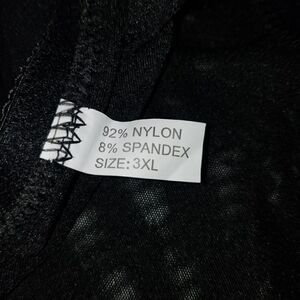 92% NYLON
8% SPANDEX
SIZE: 3XL